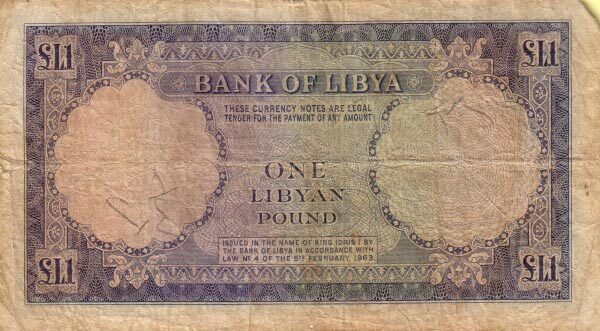 £L1 £L1
BANK OF LIBYA
THESE CURRENCY NOTES ARE LEGAL
TENDER FOR THE PAYMENT OF ANY AMOUNT
ONE
LIBYAN
POUND
ISSUED IN THE NAME OF KING IDRIS I BY
THE BANK OF LIBYA IN ACCORDANCE WITH
LAW Nº 4 OF THE 5TH FEBRUARY, 1963
£L1 £L1